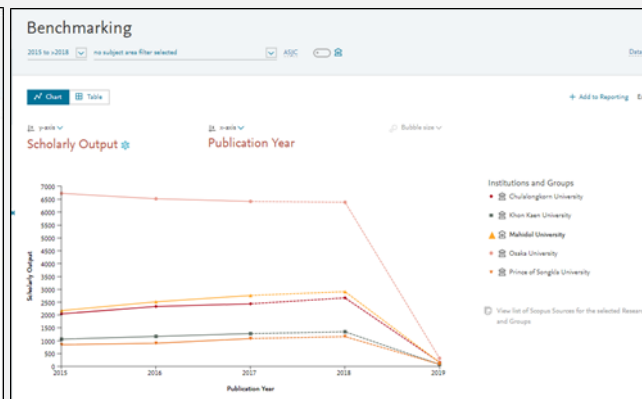 Benchmarking
2015 to >2018 no subject area filter selected ASJC
Data
Chart Table
+ Add to Reporting
y-axis x-axis Bubble size
Scholarly Output Publication Year
7000
6500
6000
5500
5000
4500
4000
3500
3000
2500
2000
1500
1000
500
0
Scholarly Output
2015 2016 2017 2018 2019
Publication Year
Institutions and Groups
Chulalongkorn University
Khon Kaen University
Mahidol University
Osaka University
Prince of Songkla University
View list of Scopus Sources for the selected Resear
and Groups